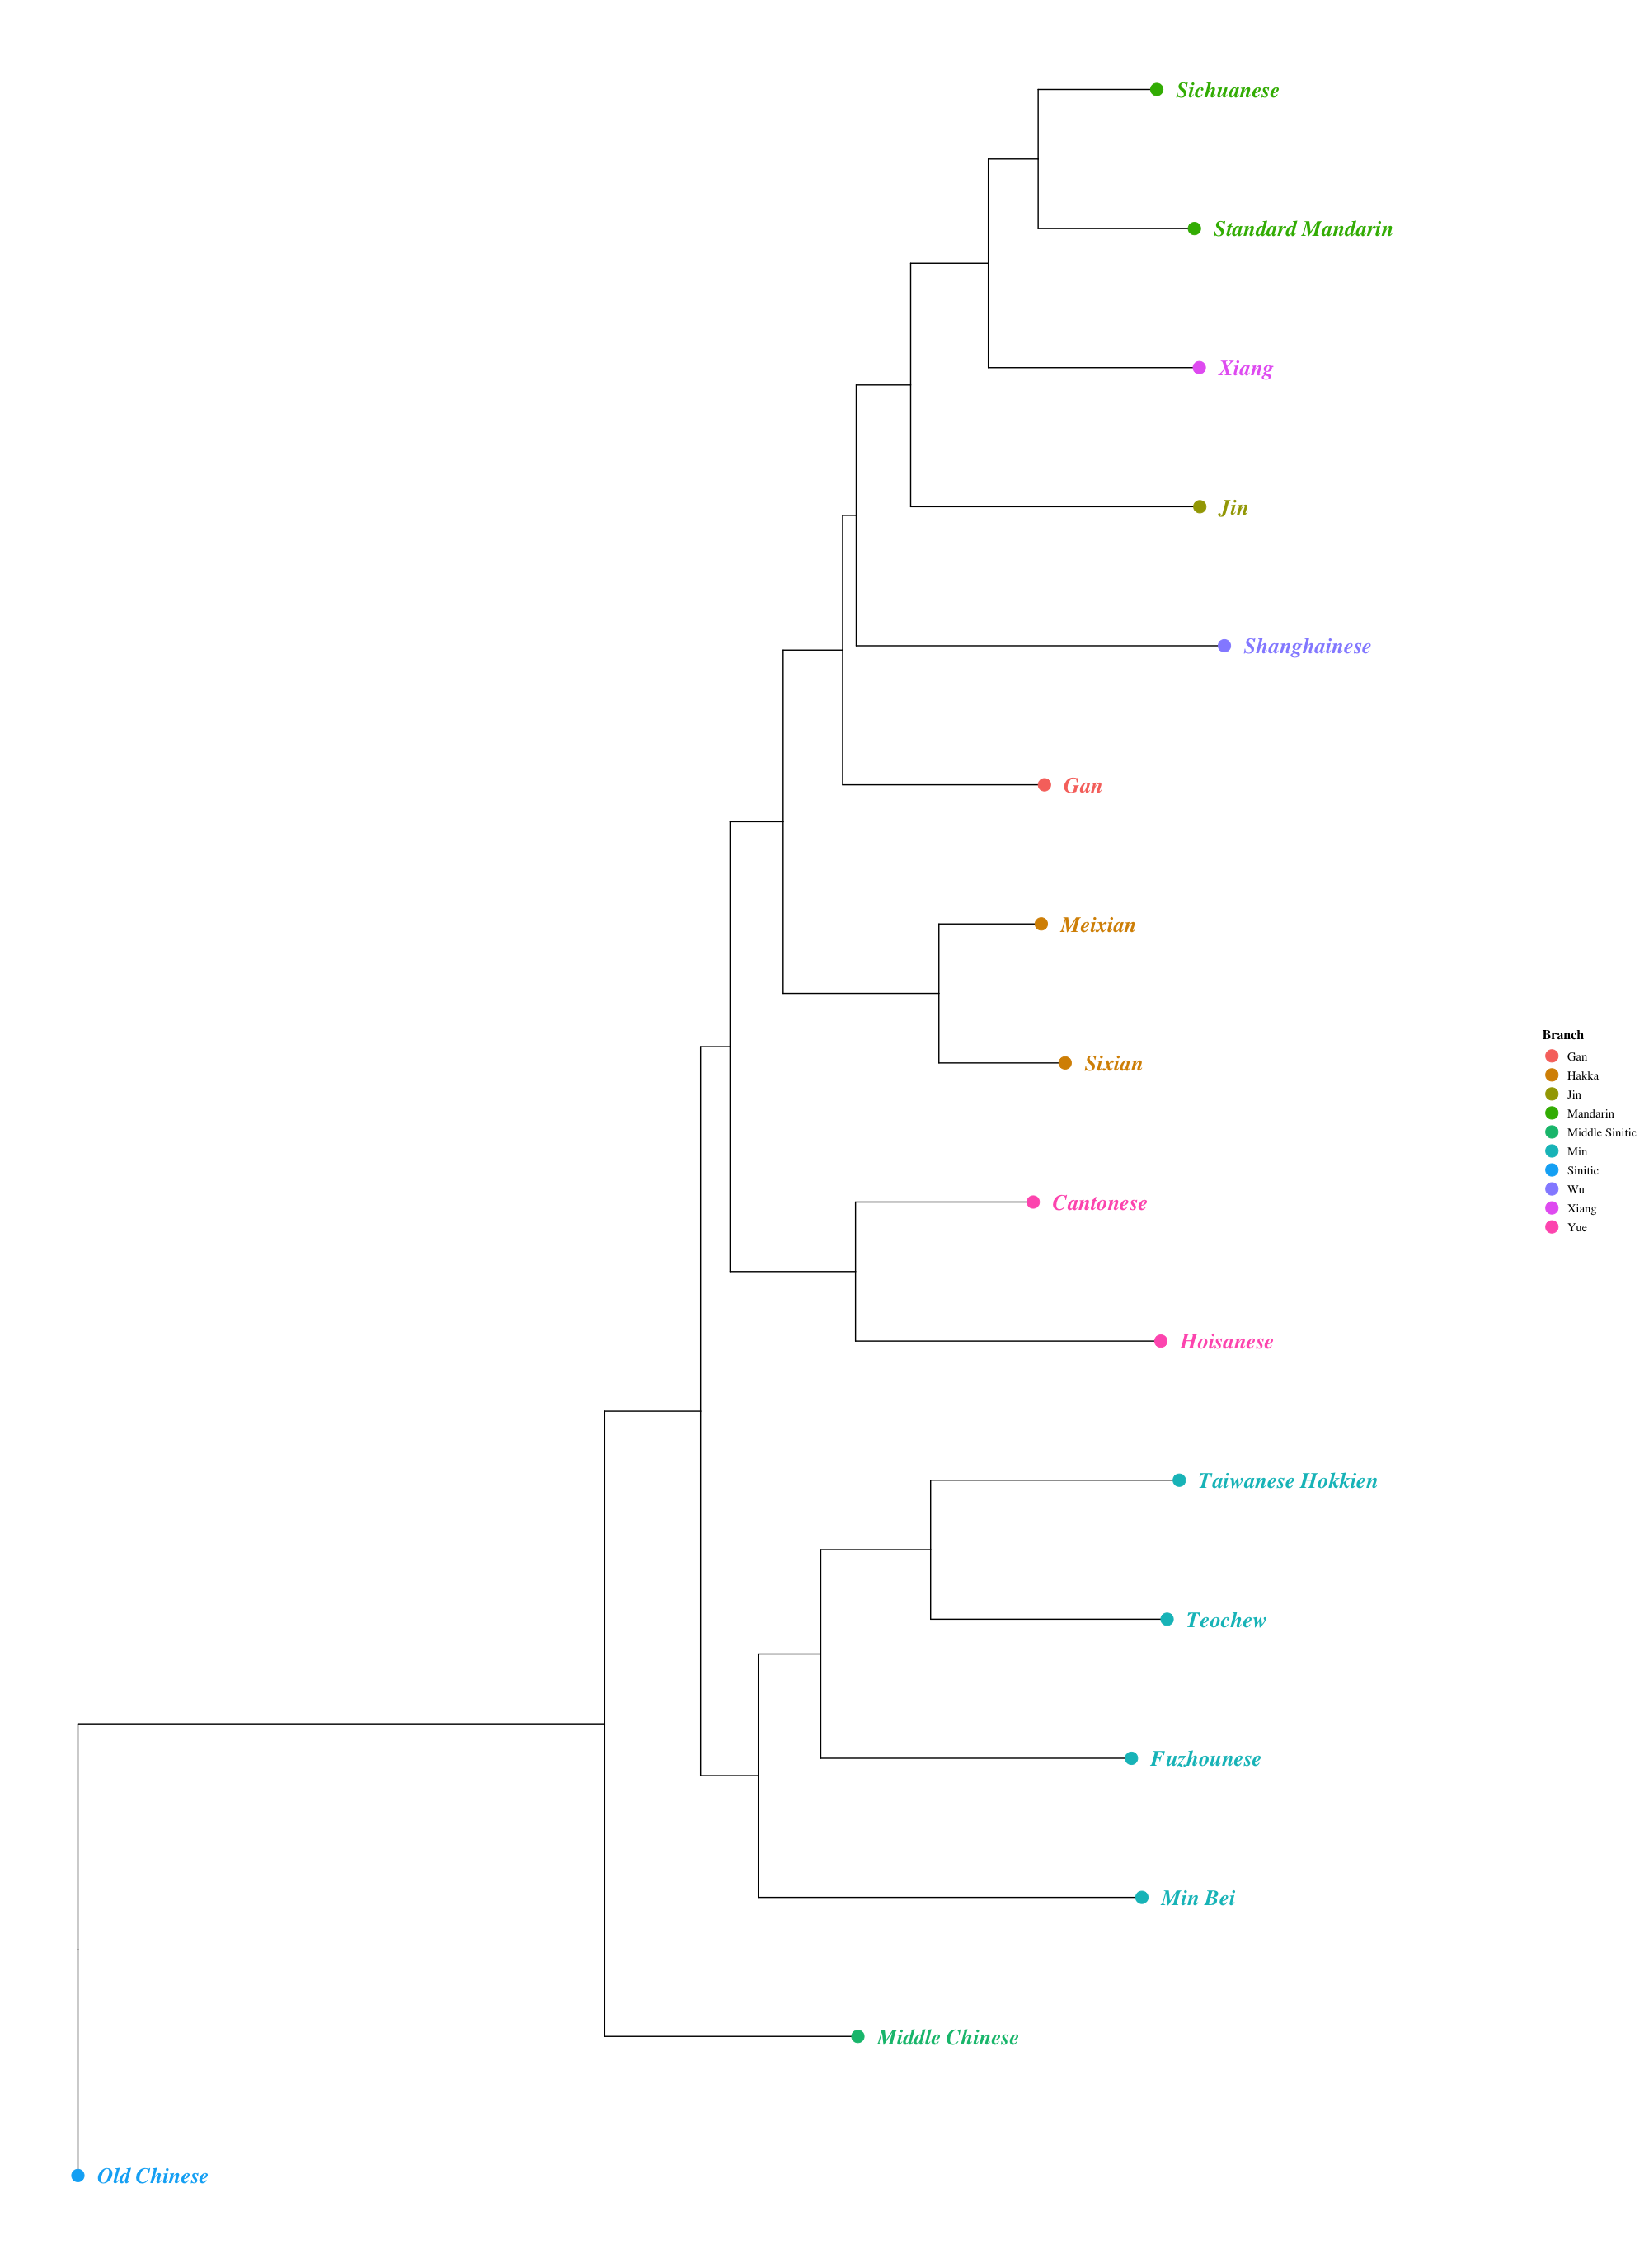 Sichuanese
Standard Mandarin
Xiang
Jin
Shanghainese
Gan
Meixian
Sixian
Cantonese
Hoisanese
Taiwanese Hokkien
Teochew
Fuzhounese
Min Bei
Middle Chinese
Old Chinese
Branch
Gan
Hakka
Jin
Mandarin
Middle Sinitic
Min
Sinitic
Wu
Xiang
Yue